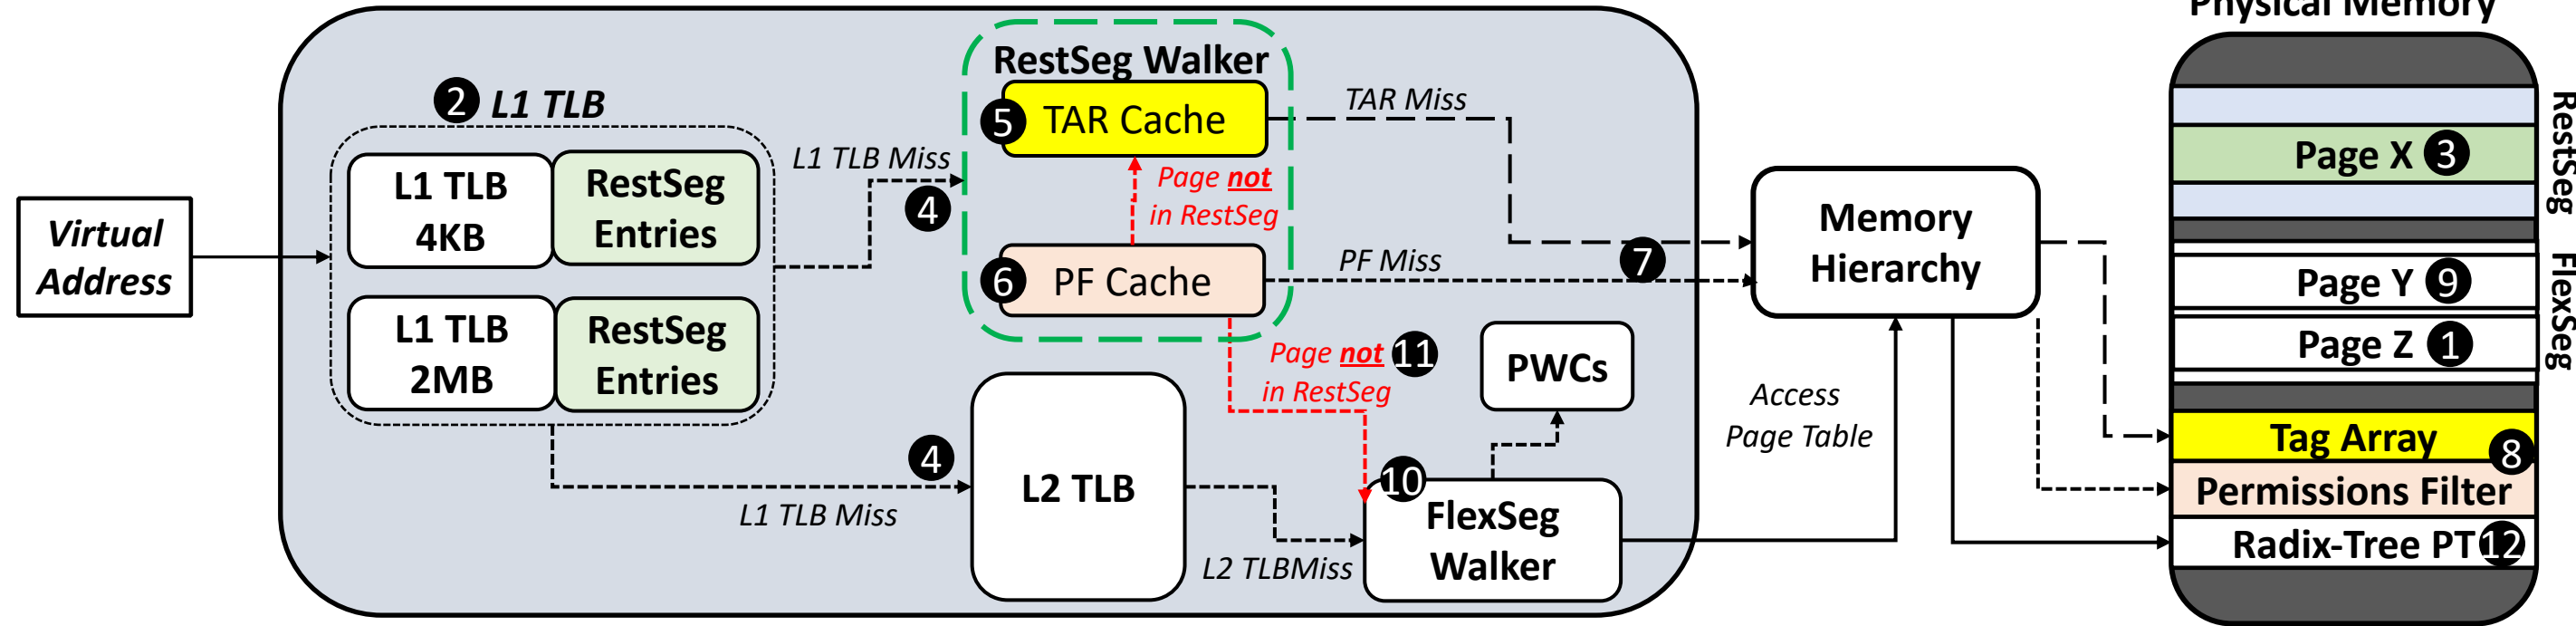 Physical Memory
RestSeg Walker
2 L1 TLB
5 TAR Cache
TAR Miss
L1 TLB Miss
4
Page not
in RestSeg
L1 TLB
4KB
RestSeg
Entries
L1 TLB
2MB
RestSeg
Entries
Virtual
Address
6 PF Cache
PF Miss
7
Memory
Hierarchy
Page not 11
in RestSeg
PWCs
Access
Page Table
4
L1 TLB Miss
L2 TLB
L2 TLBMiss
10
FlexSeg
Walker
Page X 3
RestSeg
Page Y 9
Page Z 1
FlexSeg
Tag Array
8
Permissions Filter
Radix-Tree PT 12